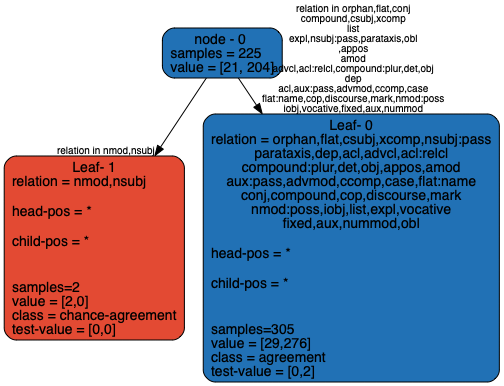 relation in orphan,flat,conj
compound,csubj,xcomp
list
expl,nsubj:pass,parataxis,obl
,appos
amod
advcl,acl:relcl,compound:plur,det,obj
dep
acl,aux:pass,advmod,ccomp,case
flat:name,cop,discourse,mark,nmod:poss
iobj,vocative,fixed,aux,nummod
node - 0
samples = 225
value = [21, 204]
relation in nmod,nsubj
Leaf- 1
relation = nmod,nsubj
head-pos = *
child-pos = *
samples=2
value = [2,0]
class = chance-agreement
test-value = [0,0]
Leaf- 0
relation = orphan,flat,csubj,xcomp,nsubj:pass
parataxis,dep,acl,advcl,acl:relcl
compound:plur,det,obj,appos,amod
aux:pass,advmod,ccomp,case,flat:name
conj,compound,cop,discourse,mark
nmod:poss,iobj,list,expl,vocative
fixed,aux,nummod,obl
head-pos = *
child-pos = *
samples=305
value = [29,276]
class = agreement
test-value = [0,2]